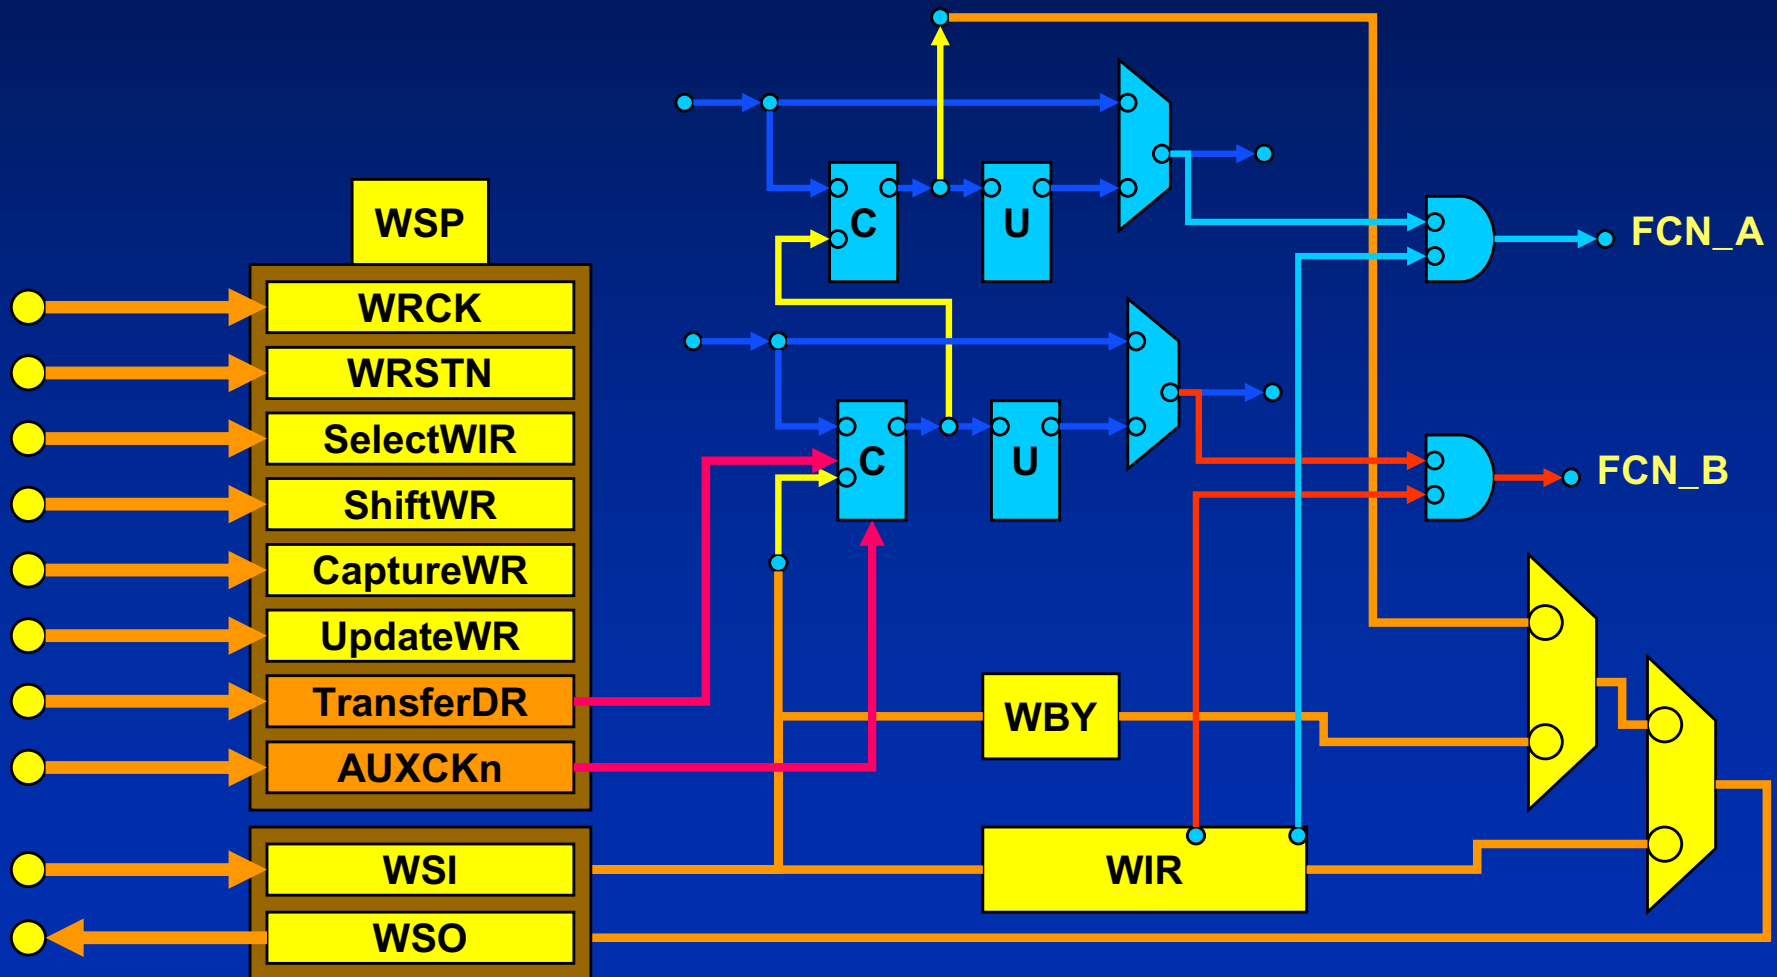 WSP
WRCK
WRSTN
SelectWIR
ShiftWR
CaptureWR
UpdateWR
TransferDR
AUXCKn
WSI
WSO
C
U
FCN_A
C
U
FCN_B
WBY
WIR